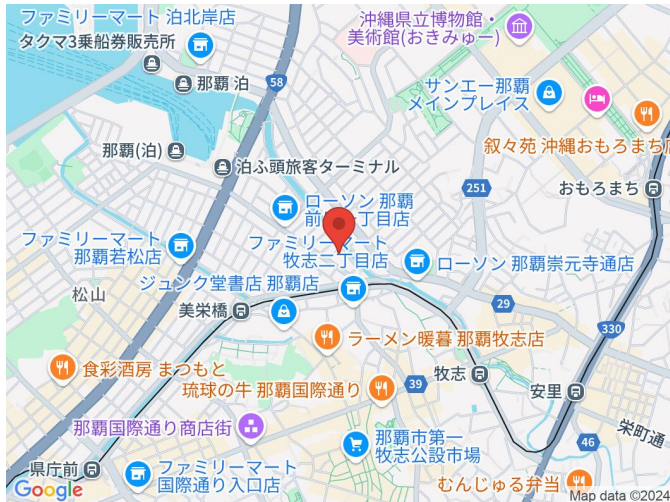 ファミリーマート 泊北岸店
タクマ3乗船券販売所
沖縄県立博物館・
美術館(おきみゅー)
58
那覇 泊
サンエー那覇
メインプレイス
叙々苑 沖縄おもろまち店
那覇(泊)
泊ふ頭旅客ターミナル
251
おもろまち
ローソン 那覇
前島二丁目店
ファミリーマート
那覇若松店
ファミリーマート
牧志二丁目店
ローソン 那覇崇元寺通店
ジュンク堂書店 那覇店
松山
美栄橋
29
330
ラーメン暖暮 那覇牧志店
食彩酒房 まつもと
琉球の牛 那覇国際通り
39
牧志
安里
那覇国際通り商店街
栄町通
46
県庁前
那覇市第一
牧志公設市場
ファミリーマート
国際通り入口店
むんじゅる弁当
Google
Map data ©2024